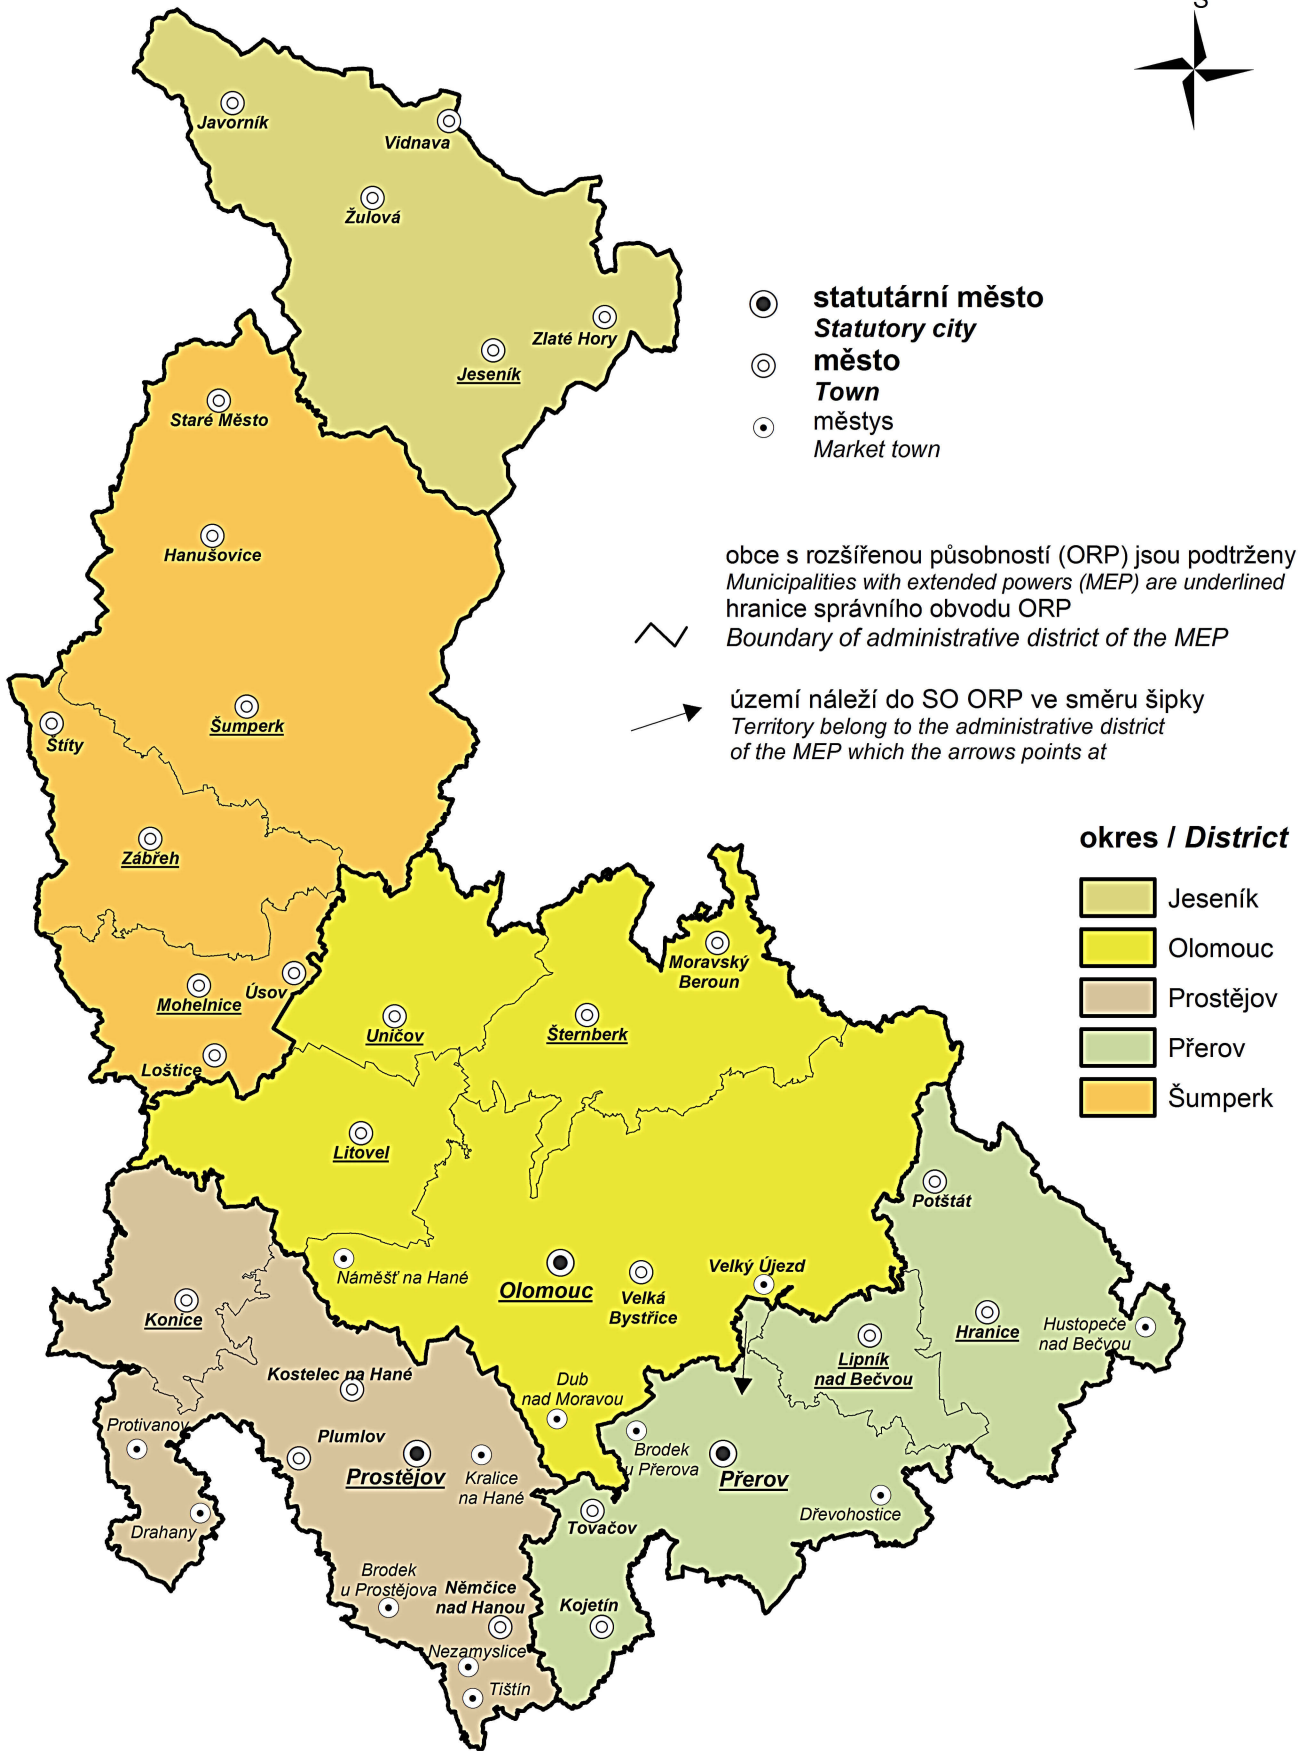 S
Javorník
Vidnava
Žulová
Zlaté Hory
Jeseník
statutární město
Statutory city
město
Town
městys
Market town
Staré Město
Hanušovice
obce s rozšířenou působností (ORP) jsou podtrženy
Municipalities with extended powers (MEP) are underlined
hranice správního obvodu ORP
Boundary of administrative district of the MEP
území náleží do SO ORP ve směru šipky
Territory belong to the administrative district
of the MEP which the arrows points at
Šumperk
Štíty
Zábřeh
okres / District
Jeseník
Olomouc
Prostějov
Přerov
Šumperk
Moravský
Beroun
Úsov
Mohelnice
Uničov
Šternberk
Loštice
Litovel
Potštát
Náměšť na Hané
Olomouc
Velká
Bystřice
Velký Újezd
Konice
Hranice
Hustopeče
nad Bečvou
Lipník
nad Bečvou
Kostelec na Hané
Dub
nad Moravou
Protivanov
Plumlov
Prostějov
Kralice
na Hané
Brodek
u Přerova
Přerov
Dřevohostice
Drahany
Tovačov
Brodek
u Prostějova
Němčice
nad Hanou
Kojetín
Nezamyslice
Tištín